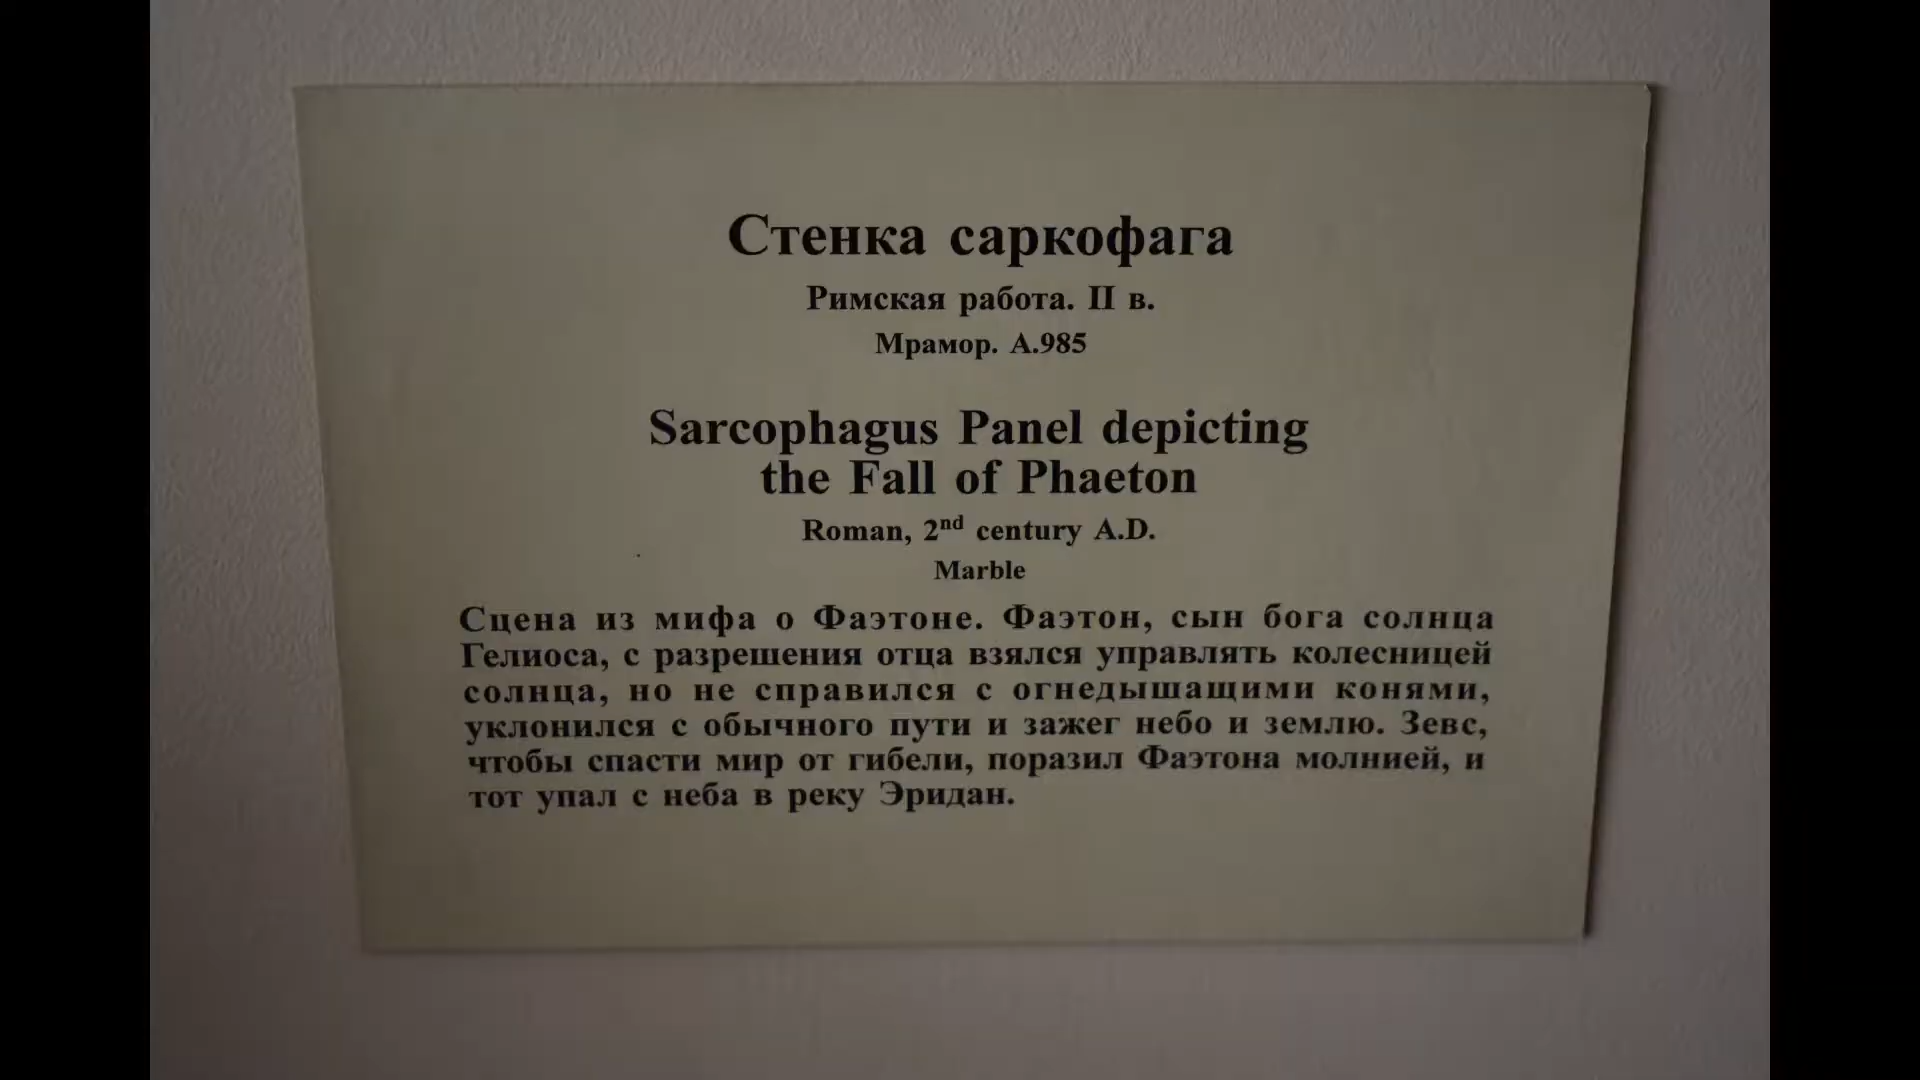 Стенка саркофага
Римская работа. II в.
Мрамор. А.985
Sarcophagus Panel depicting
the Fall of Phaeton
Roman, 2nd century A.D.
Marble
Сцена из мифа о Фаэтоне. Фаэтон, сын бога солнца
Гелиоса, с разрешения отца взялся управлять колесницей
солнца, но не справился с огнедышащими конями,
уклонился с обычного пути и зажег небо и землю. Зевс,
чтобы спасти мир от гибели, поразил Фаэтона молнией, и
тот упал с неба в реку Эридан.